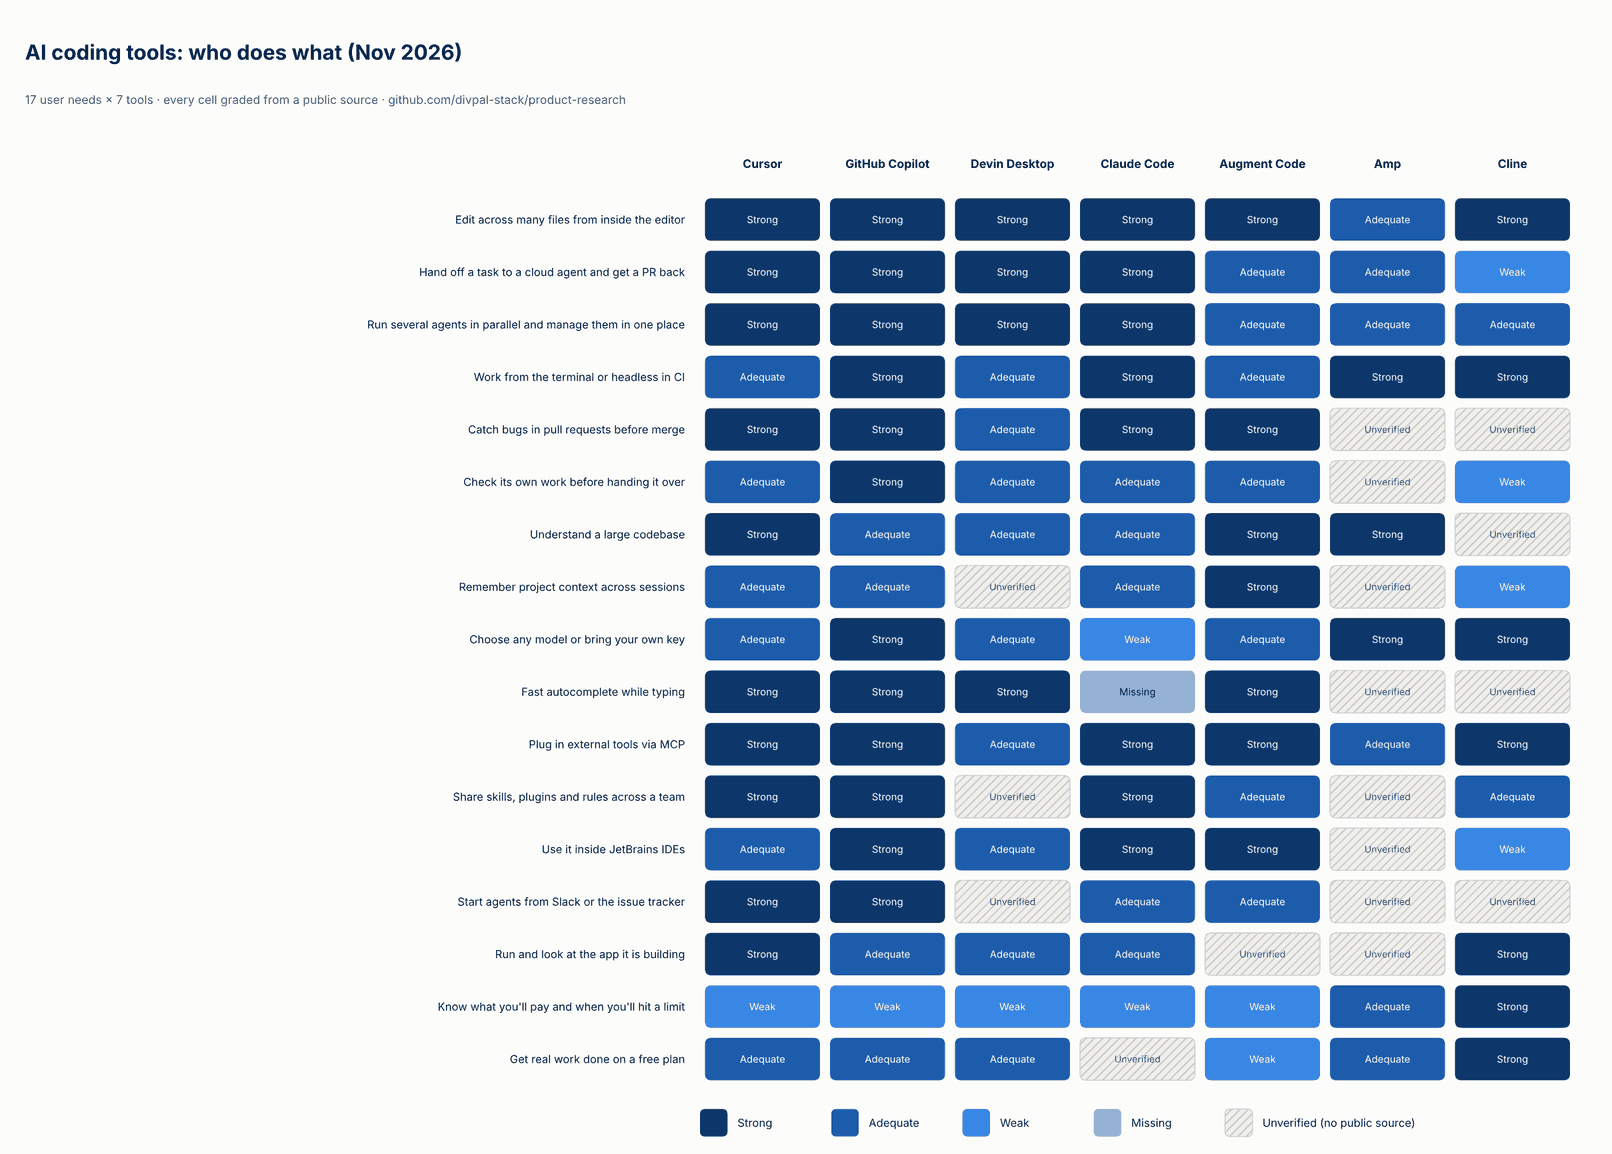 AI coding tools: who does what (Nov 2026)
17 user needs × 7 tools · every cell graded from a public source · github.com/divpal-stack/product-research
Cursor GitHub Copilot Devin Desktop Claude Code Augment Code Amp Cline
Edit across many files from inside the editor Strong Strong Strong Strong Strong Adequate Strong
Hand off a task to a cloud agent and get a PR back Strong Strong Strong Strong Adequate Adequate Weak
Run several agents in parallel and manage them in one place Strong Strong Strong Strong Adequate Adequate Adequate
Work from the terminal or headless in CI Adequate Strong Adequate Strong Adequate Strong Strong
Catch bugs in pull requests before merge Strong Strong Adequate Strong Strong Unverified Unverified
Check its own work before handing it over Adequate Strong Adequate Adequate Adequate Unverified Weak
Understand a large codebase Strong Adequate Adequate Adequate Strong Strong Unverified
Remember project context across sessions Adequate Adequate Unverified Adequate Strong Unverified Weak
Choose any model or bring your own key Adequate Strong Adequate Weak Adequate Strong Strong
Fast autocomplete while typing Strong Strong Strong Missing Strong Unverified Unverified
Plug in external tools via MCP Strong Strong Adequate Strong Strong Adequate Strong
Share skills, plugins and rules across a team Strong Strong Unverified Strong Adequate Unverified Adequate
Use it inside JetBrains IDEs Adequate Strong Adequate Strong Strong Unverified Weak
Start agents from Slack or the issue tracker Strong Strong Unverified Adequate Adequate Unverified Unverified
Run and look at the app it is building Strong Adequate Adequate Adequate Unverified Unverified Strong
Know what you'll pay and when you'll hit a limit Weak Weak Weak Weak Weak Adequate Strong
Get real work done on a free plan Adequate Adequate Adequate Unverified Weak Adequate Strong
Strong Adequate Weak Missing Unverified (no public source)